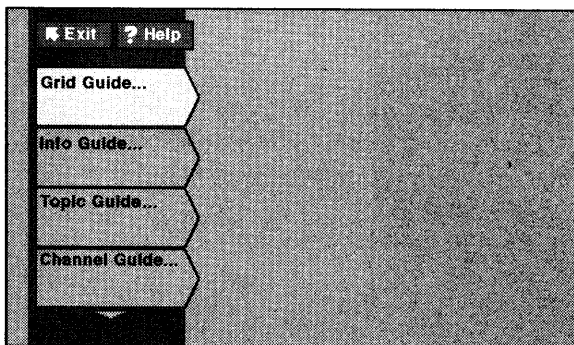 Exit ? Help
Grid Guide...
Info Guide...
Topic Guide...
Channel Guide...